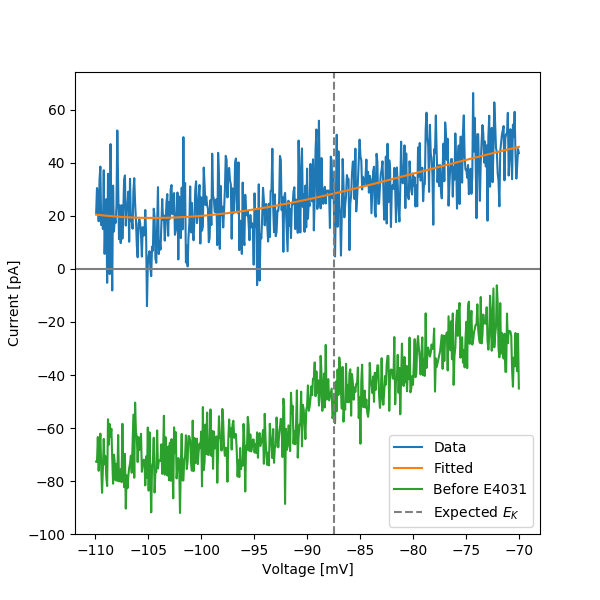 60
40
20
0
−20
−40
−60
−80
−100
Current [pA]
Data
Fitted
Before E4031
Expected E_K
−110 −105 −100 −95 −90 −85 −80 −75 −70
Voltage [mV]